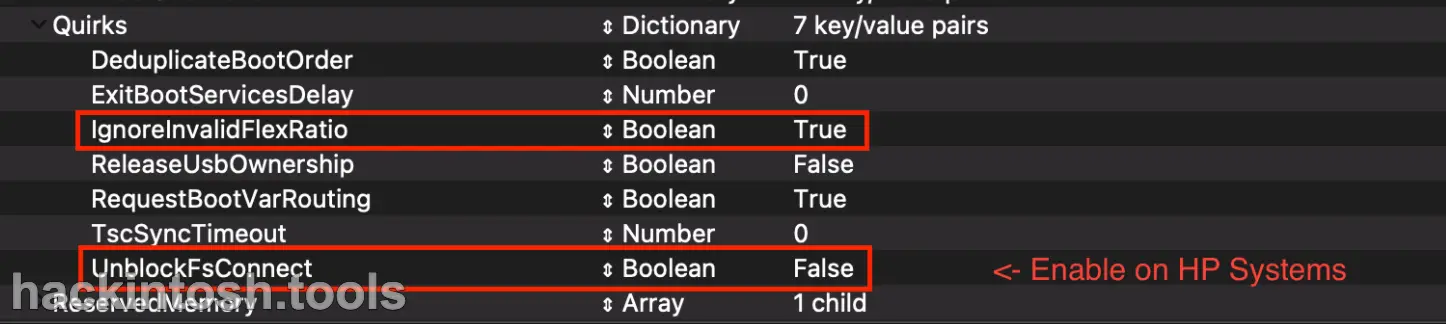 Quirks Dictionary 7 key/value pairs
DeduplicateBootOrder Boolean True
ExitBootServicesDelay Number 0
IgnoreInvalidFlexRatio Boolean True
ReleaseUsbOwnership Boolean False
RequestBootVarRouting Boolean True
TscSyncTimeout Number 0
UnblockFsConnect Boolean False <- Enable on HP Systems
hackintosh.tools
ReservedMemory Array 1 child